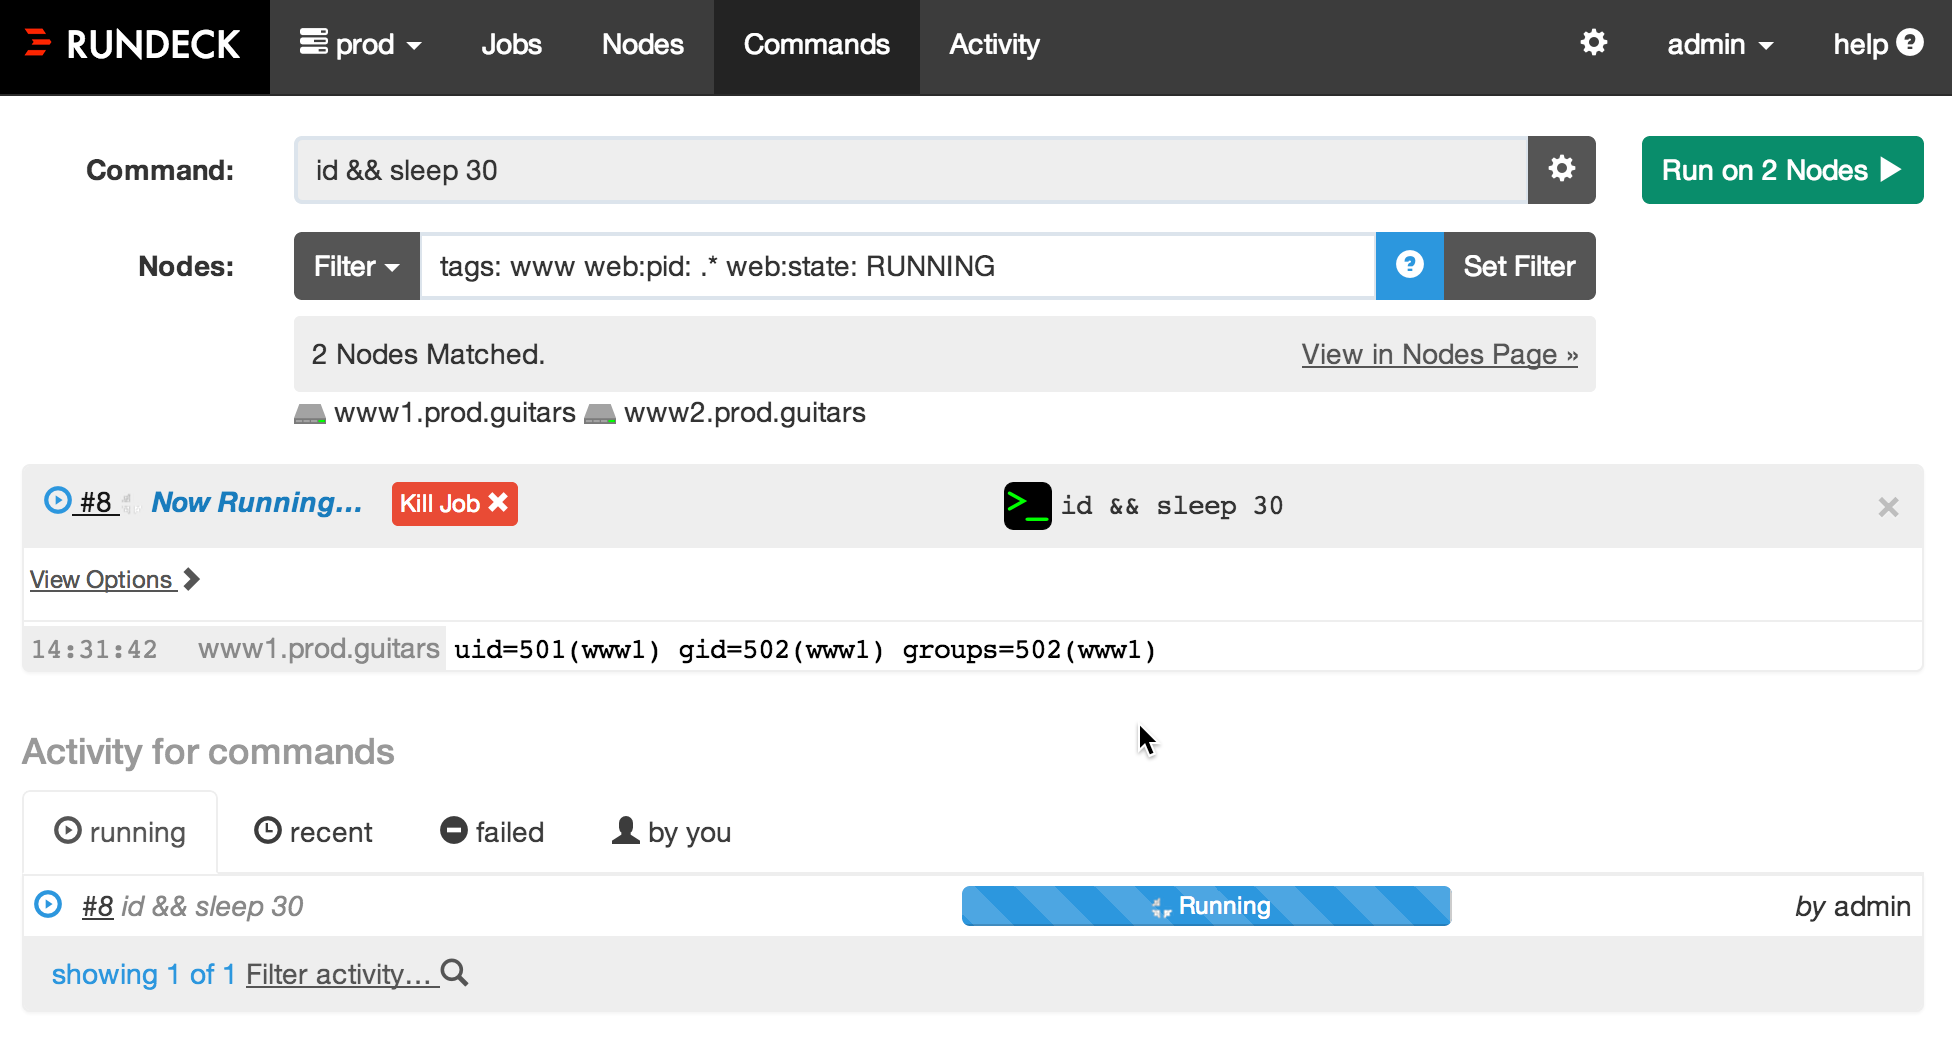 RUNDECK prod Jobs Nodes Commands Activity admin help ?
Command: id && sleep 30 Run on 2 Nodes
Nodes: Filter tags: www web:pid: .* web:state: RUNNING ? Set Filter
2 Nodes Matched. View in Nodes Page »
www1.prod.guitars www2.prod.guitars
#8 Now Running... Kill Job >_ id && sleep 30 ×
View Options
14:31:42 www1.prod.guitars uid=501(www1) gid=502(www1) groups=502(www1)
Activity for commands
running recent failed by you
#8 id && sleep 30 Running by admin
showing 1 of 1 Filter activity...